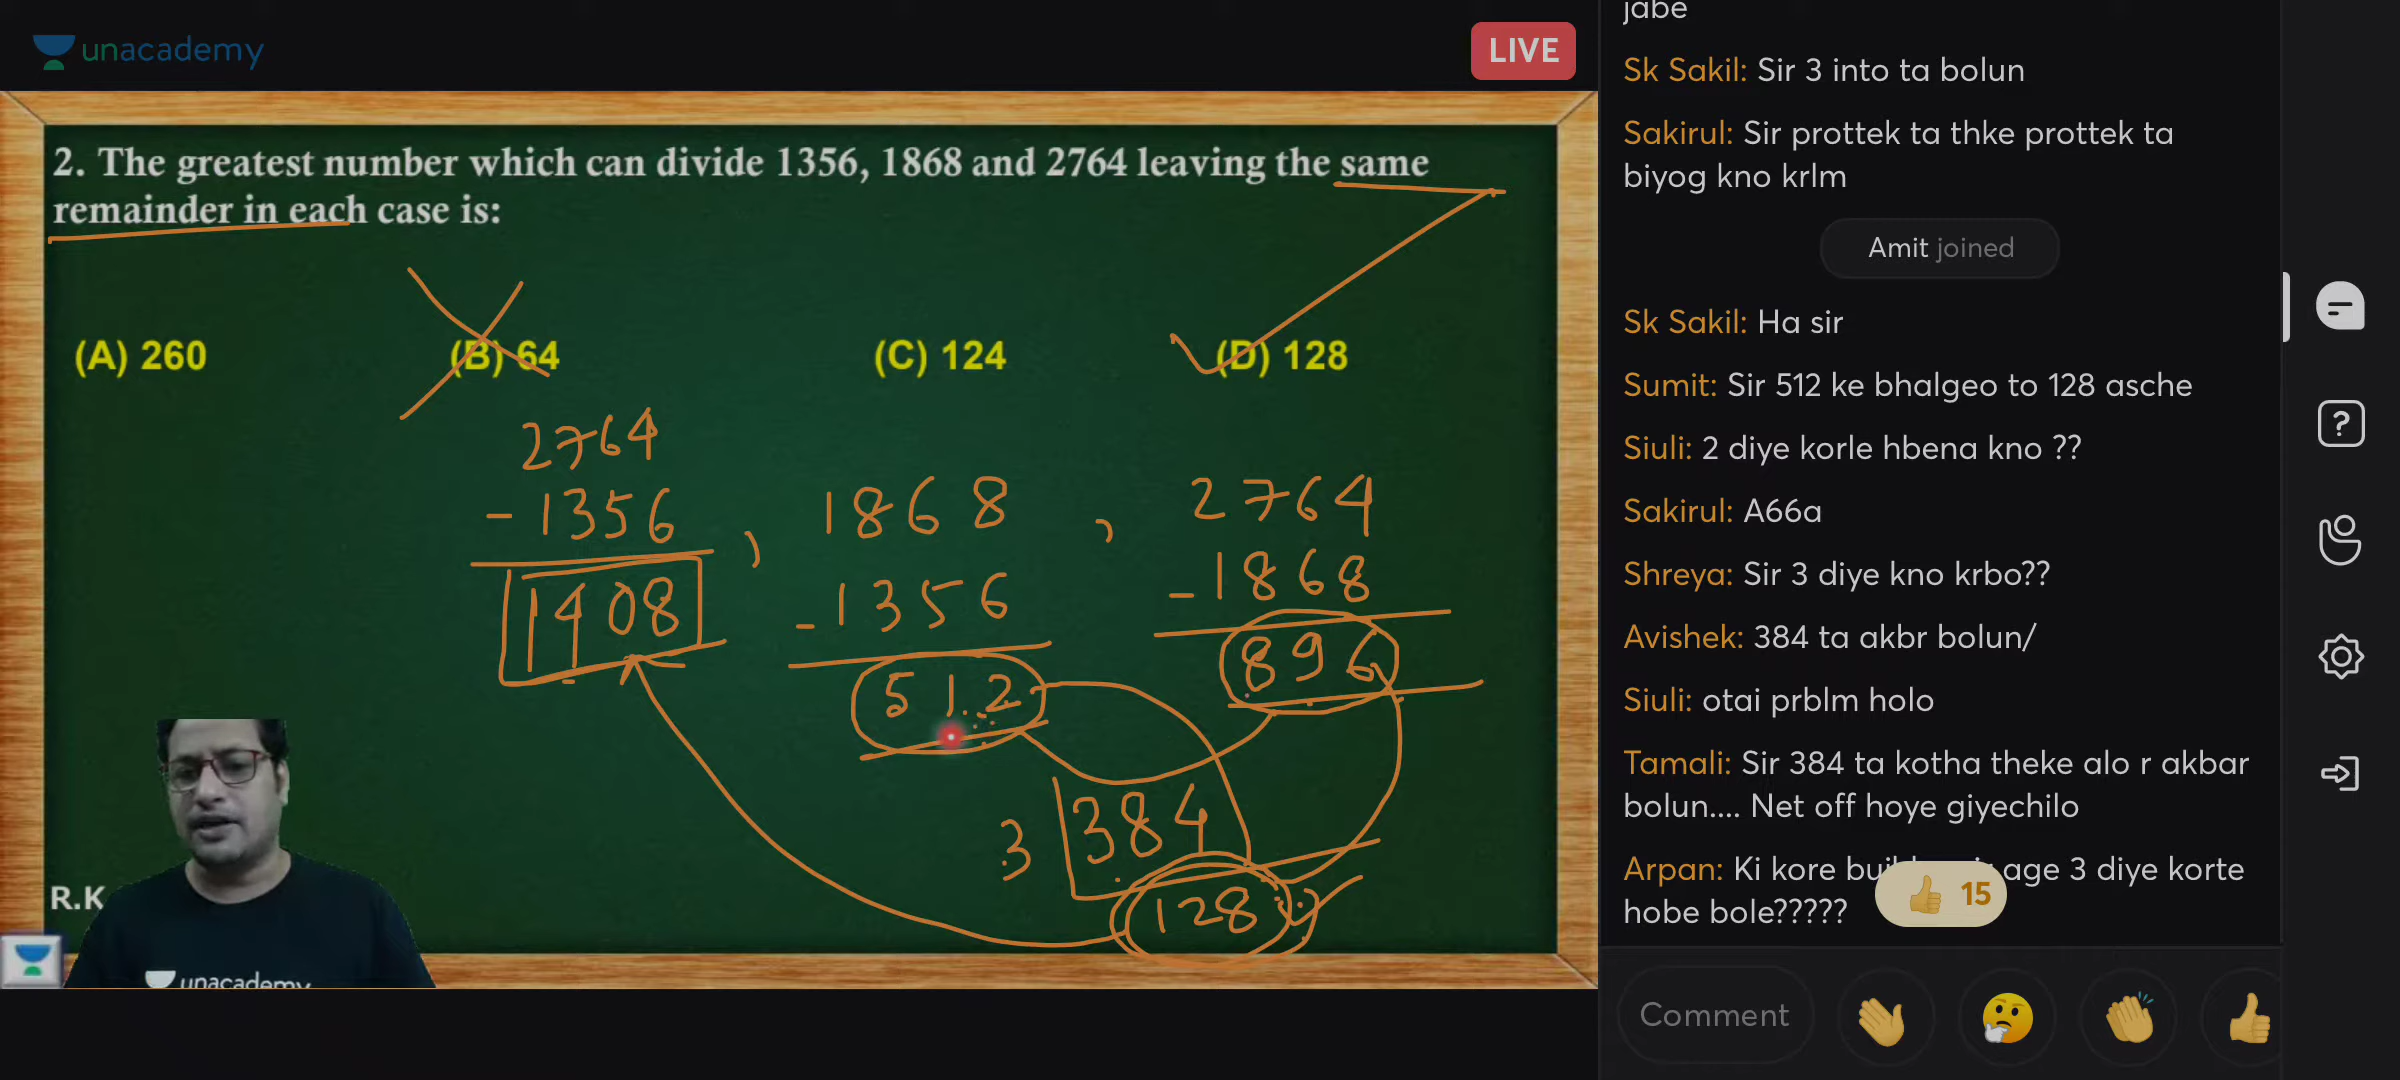 unacademy
LIVE
2. The greatest number which can divide 1356, 1868 and 2764 leaving the same
remainder in each case is:
(A) 260
(B) 64
(C) 124
(D) 128
2764
- 1356
1408
,
1868
- 1356
512
,
2764
- 1868
896
3 384
128
R.K
unacademy
jabe
Sk Sakil: Sir 3 into ta bolun
Sakirul: Sir prottek ta thke prottek ta
biyog kno krlm
Amit joined
Sk Sakil: Ha sir
Sumit: Sir 512 ke bhalgeo to 128 asche
Siuli: 2 diye korle hbena kno ??
Sakirul: A66a
Shreya: Sir 3 diye kno krbo??
Avishek: 384 ta akbr bolun/
Siuli: otai prblm holo
Tamali: Sir 384 ta kotha theke alo r akbar
bolun.... Net off hoye giyechilo
Arpan: Ki kore age 3 diye korte
hobe bole?????
15
Comment